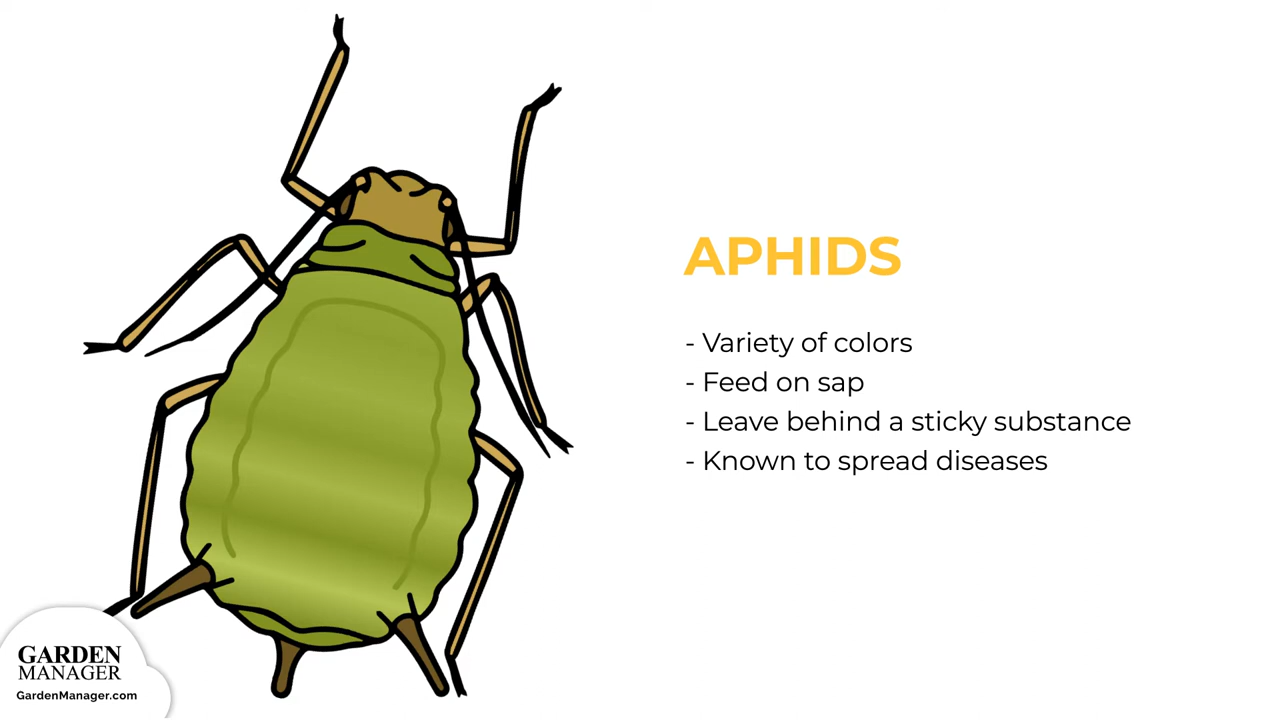 APHIDS
- Variety of colors
- Feed on sap
- Leave behind a sticky substance
- Known to spread diseases
GARDEN
MANAGER
GardenManager.com